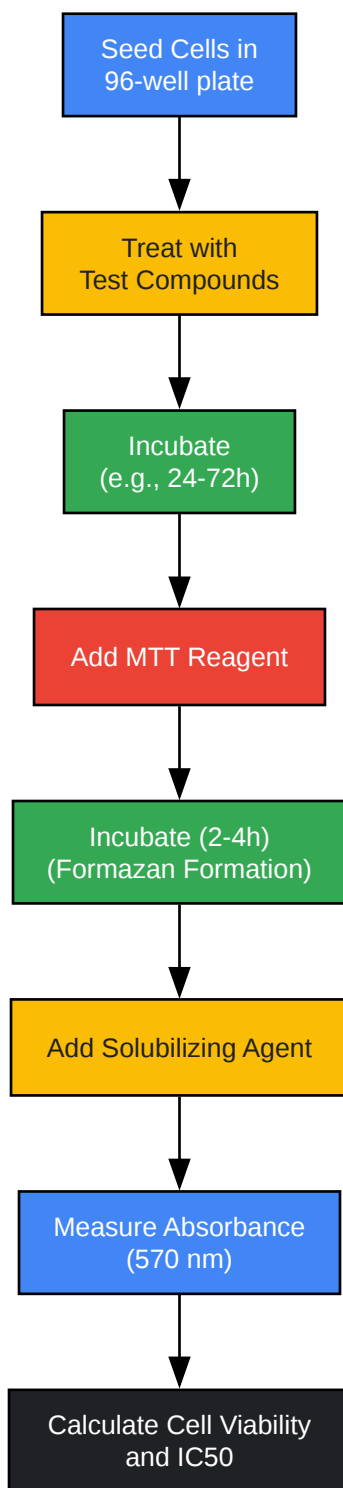 Seed Cells in
96-well plate
Treat with
Test Compounds
Incubate
(e.g., 24-72h)
Add MTT Reagent
Incubate (2-4h)
(Formazan Formation)
Add Solubilizing Agent
Measure Absorbance
(570 nm)
Calculate Cell Viability
and IC50